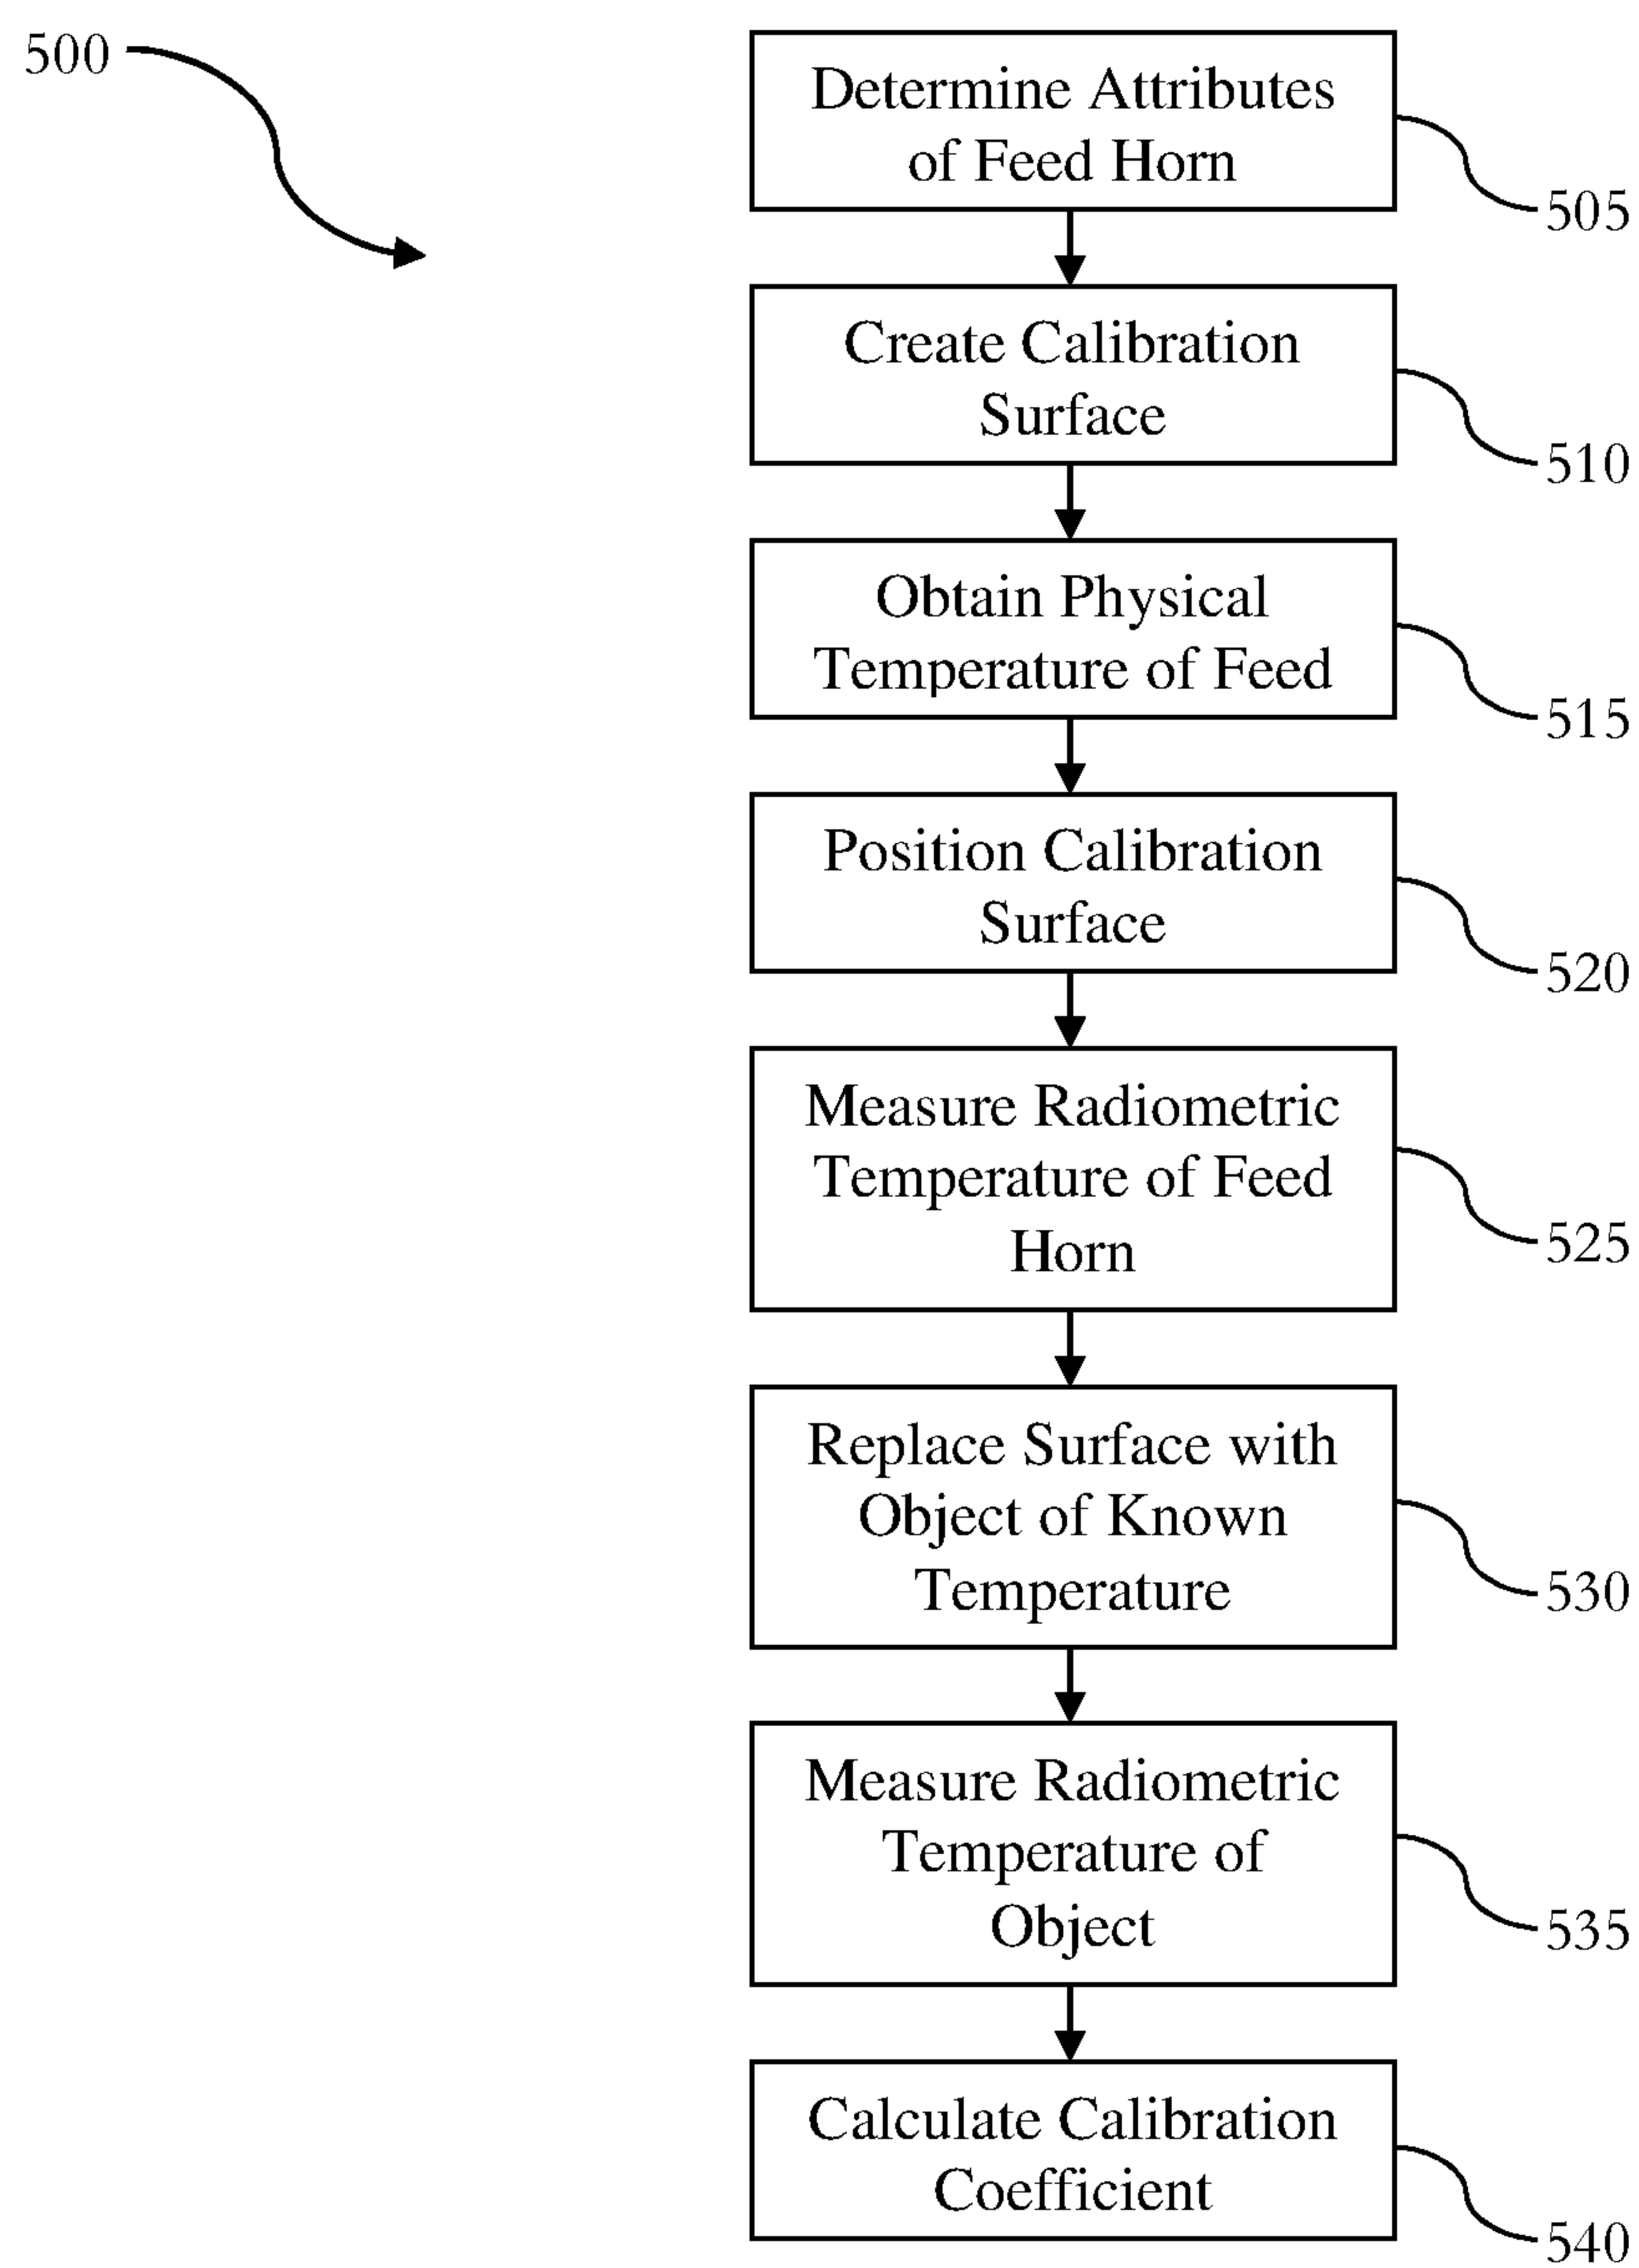 500
Determine Attributes
of Feed Horn
505
Create Calibration
Surface
510
Obtain Physical
Temperature of Feed
515
Position Calibration
Surface
520
Measure Radiometric
Temperature of Feed
Horn
525
Replace Surface with
Object of Known
Temperature
530
Measure Radiometric
Temperature of
Object
535
Calculate Calibration
Coefficient
540